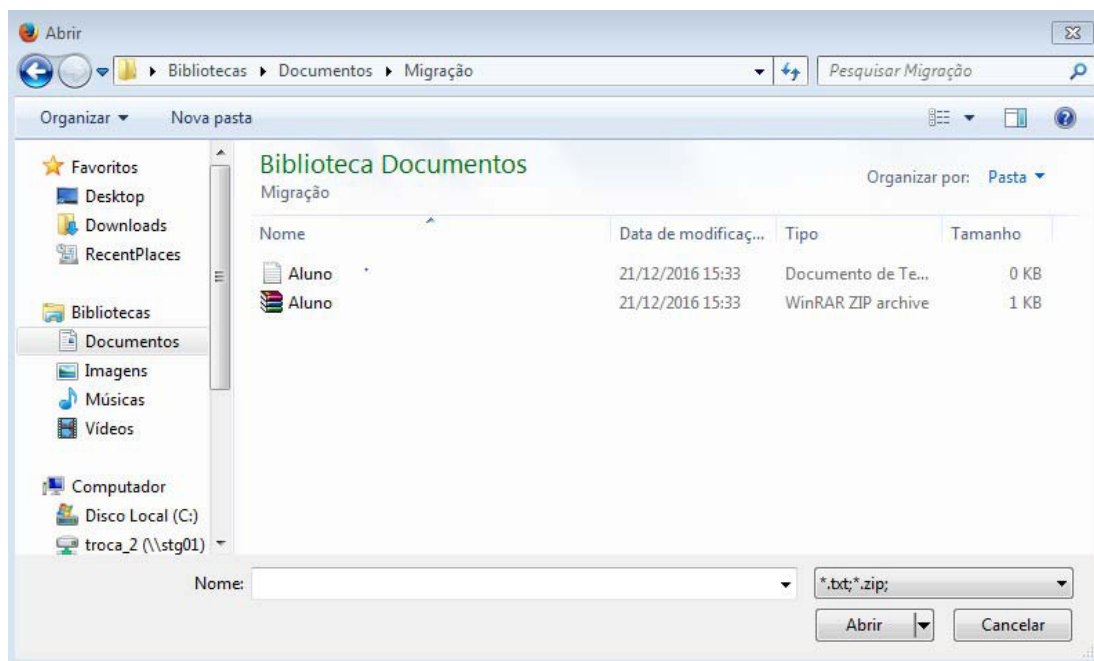 Abrir
Bibliotecas Documentos Migração
Pesquisar Migração
Organizar Nova pasta
Favoritos
Desktop
Downloads
RecentPlaces
Bibliotecas
Documentos
Imagens
Músicas
Vídeos
Computador
Disco Local (C:)
troca_2 (\\stg01)
Biblioteca Documentos
Migração
Organizar por: Pasta
Nome Data de modificaç... Tipo Tamanho
Aluno 21/12/2016 15:33 Documento de Te... 0 KB
Aluno 21/12/2016 15:33 WinRAR ZIP archive 1 KB
Nome: *.txt;*.zip;
Abrir Cancelar